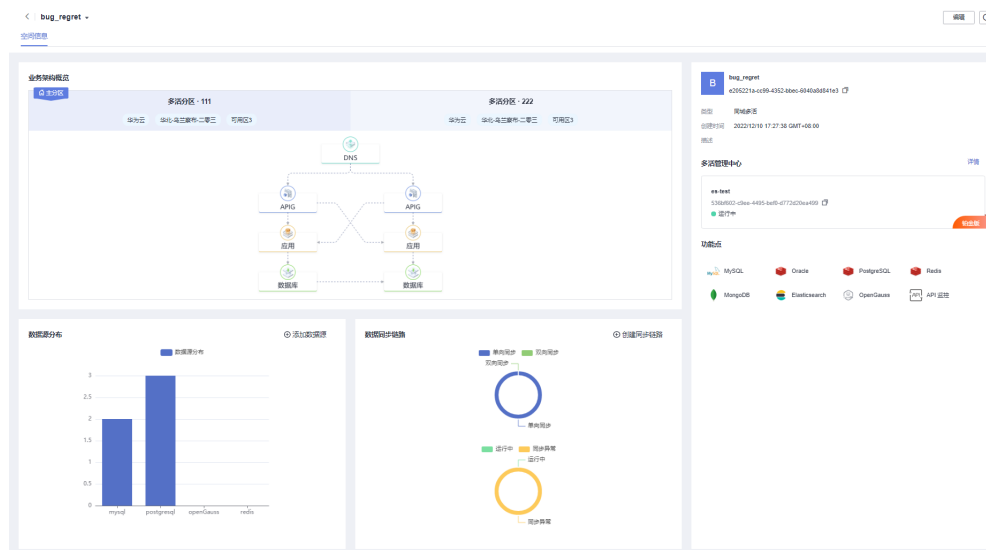 bug_regret
编辑
空间信息
业务架构概览
主分区
多活分区 · 111
多活分区 · 222
华为云 华北-乌兰察布-二零三 可用区3
华为云 华北-乌兰察布-二零三 可用区3
DNS
APIG
APIG
应用
应用
数据库
数据库
B
bug_regret
e205221a-cc99-4352-bbec-6040a8d841e3
类型 同城多活
创建时间 2022/12/10 17:27:38 GMT+08:00
描述
多活管理中心
详情
es-test
536bf602-c9ee-4495-bef0-d772d20ea499
运行中
铂金版
功能点
MySQL
Oracle
PostgreSQL
Redis
MongoDB
Elasticsearch
OpenGauss
API
API 监控
数据源分布
添加数据源
数据源分布
3
2.5
2
1.5
1
0.5
0
mysql
postgresql
openGauss
redis
数据同步链路
创建同步链路
单向同步
双向同步
双向同步
单向同步
运行中
同步异常
运行中
同步异常